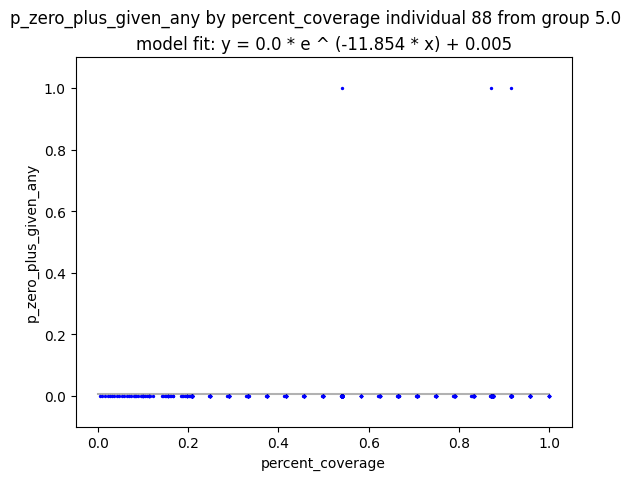 p_zero_plus_given_any by percent_coverage individual 88 from group 5.0
model fit: y = 0.0 * e ^ (-11.854 * x) + 0.005
1.0
0.8
0.6
0.4
0.2
0.0
p_zero_plus_given_any
0.0 0.2 0.4 0.6 0.8 1.0
percent_coverage